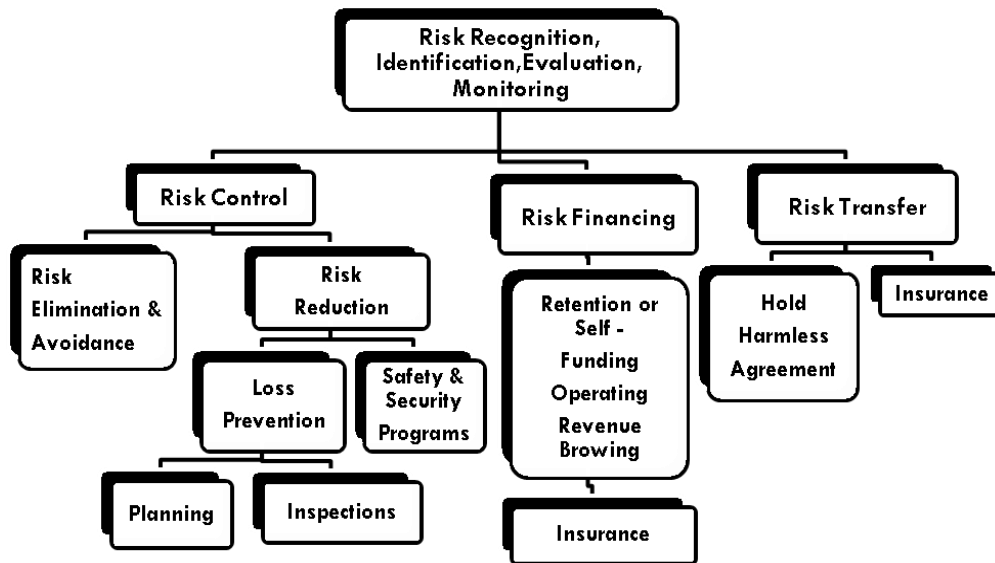 Risk Recognition,
Identification,Evaluation,
Monitoring
Risk Control
Risk Financing
Risk Transfer
Risk
Elimination &
Avoidance
Risk
Reduction
Retention or
Self -
Funding
Operating
Revenue
Browing
Hold
Harmless
Agreement
Insurance
Loss
Prevention
Safety &
Security
Programs
Planning
Inspections
Insurance